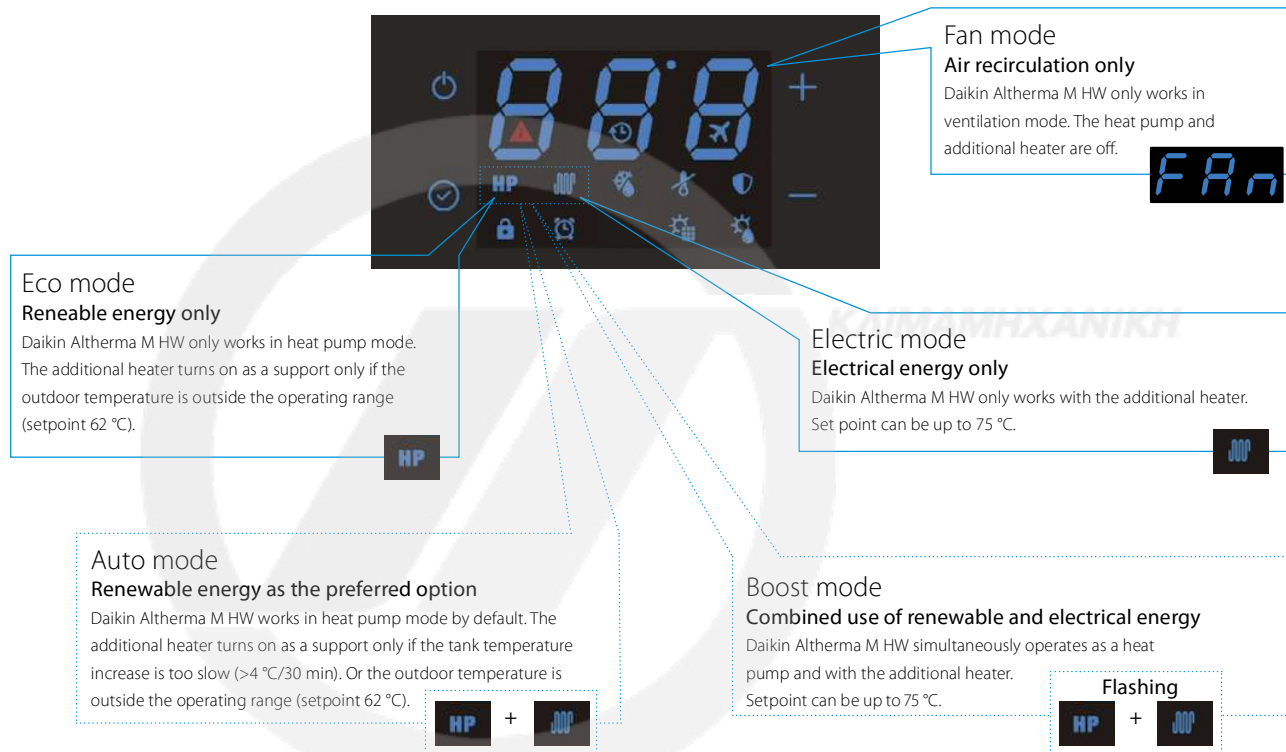 888
HP
Fan mode
Air recirculation only
Daikin Altherma M HW only works in
ventilation mode. The heat pump and
additional heater are off.
FAn
Eco mode
Reneable energy only
Daikin Altherma M HW only works in heat pump mode.
The additional heater turns on as a support only if the
outdoor temperature is outside the operating range
(setpoint 62 °C).
HP
ΚΛΙΜΑΜΗΧΑΝΙΚΗ
Electric mode
Electrical energy only
Daikin Altherma M HW only works with the additional heater.
Set point can be up to 75 °C.
Auto mode
Renewable energy as the preferred option
Daikin Altherma M HW works in heat pump mode by default. The
additional heater turns on as a support only if the tank temperature
increase is too slow (>4 °C/30 min). Or the outdoor temperature is
outside the operating range (setpoint 62 °C).
HP +
Boost mode
Combined use of renewable and electrical energy
Daikin Altherma M HW simultaneously operates as a heat
pump and with the additional heater.
Setpoint can be up to 75 °C.
Flashing
HP +